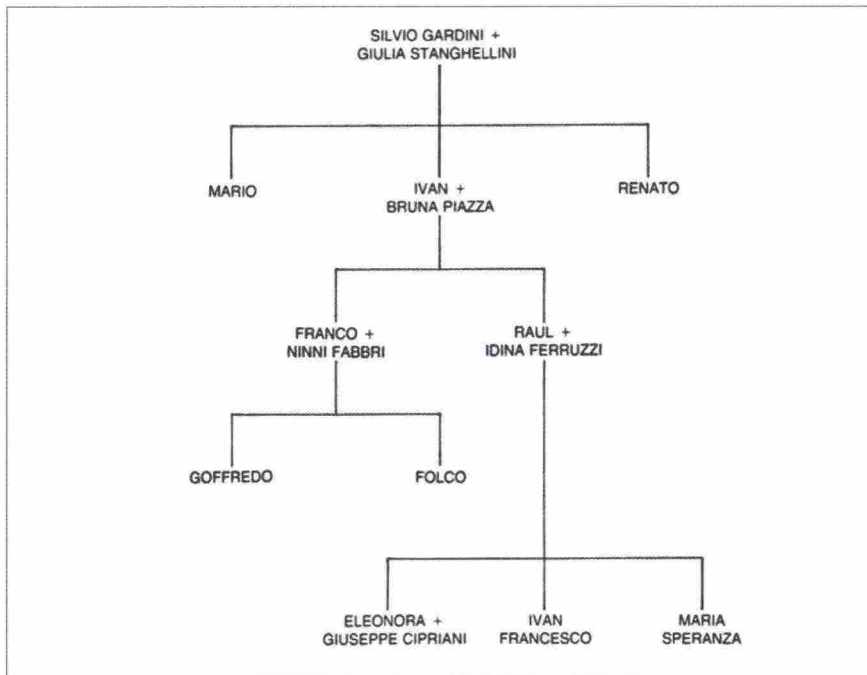 SILVIO GARDINI +
GIULIA STANGHELLINI
MARIO
IVAN +
BRUNA PIAZZA
RENATO
FRANCO +
NINNI FABBRI
RAUL +
IDINA FERRUZZI
GOFFREDO
FOLCO
ELEONORA +
GIUSEPPE CIPRIANI
IVAN
FRANCESCO
MARIA
SPERANZA